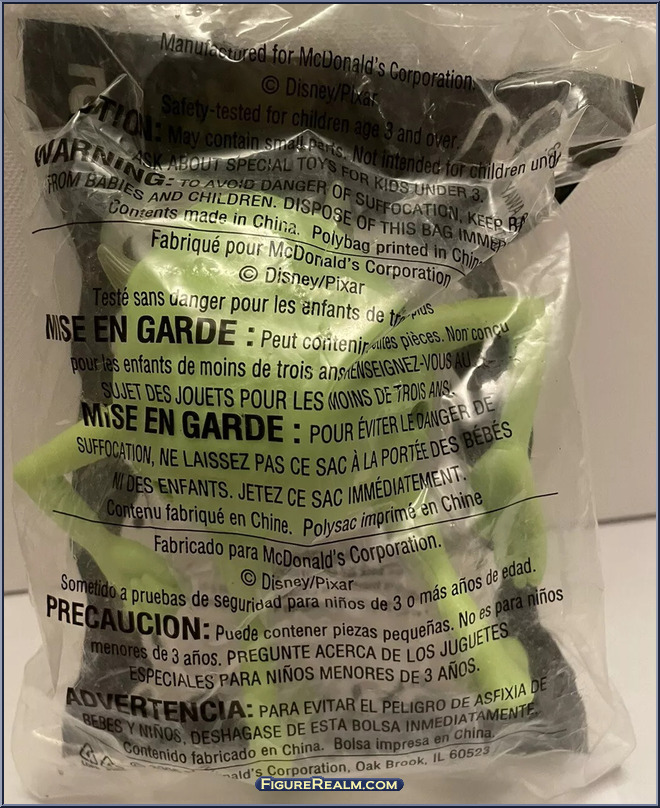 Manufactured for McDonald's Corporation.
© Disney/Pixar
Safety-tested for children age 3 and over.
May contain small parts. Not intended for children
ASK ABOUT SPECIAL TOYS FOR KIDS UNDER 3.
WARNING: TO AVOID DANGER OF SUFFOCATION, KEEP
FROM BABIES AND CHILDREN. DISPOSE OF THIS BAG
Contents made in China. Polybag printed in
Fabriqué pour McDonald's Corporation
© Disney/Pixar
Testé sans danger pour les enfants de plus
MISE EN GARDE : Peut contenir pièces. Non conçu
pour les enfants de moins de trois ans. RENSEIGNEZ-VOUS AU
SUJET DES JOUETS POUR LES MOINS DE TROIS ANS.
MISE EN GARDE : POUR ÉVITER LE DANGER DE
SUFFOCATION, NE LAISSEZ PAS CE SAC À LA PORTÉE DES BÉBÉS
NI DES ENFANTS. JETEZ CE SAC IMMÉDIATEMENT.
Contenu fabriqué en Chine. Polysac imprimé en Chine
Fabricado para McDonald's Corporation.
© Disney/Pixar
Sometido a pruebas de seguridad para niños de 3 o más años de edad.
PRECAUCION: Puede contener piezas pequeñas. No es para niños
menores de 3 años. PREGUNTE ACERCA DE LOS JUGUETES
ESPECIALES PARA NIÑOS MENORES DE 3 AÑOS.
ADVERTENCIA: PARA EVITAR EL PELIGRO DE ASFIXIA DE
BEBES Y NIÑOS, DESHAGASE DE ESTA BOLSA INMEDIATAMENTE.
Contenido fabricado en China. Bolsa impresa en China.
Corporation, Oak Brook, IL 60523
FIGUREREALM.COM